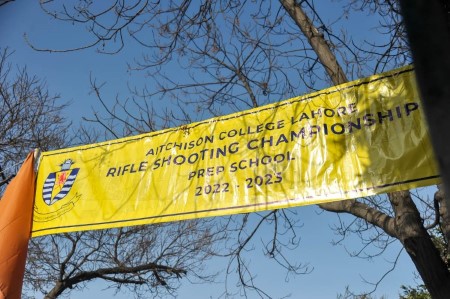 AITCHISON COLLEGE LAHORE
RIFLE SHOOTING CHAMPIONSHIP
PREP SCHOOL
2022 - 2023